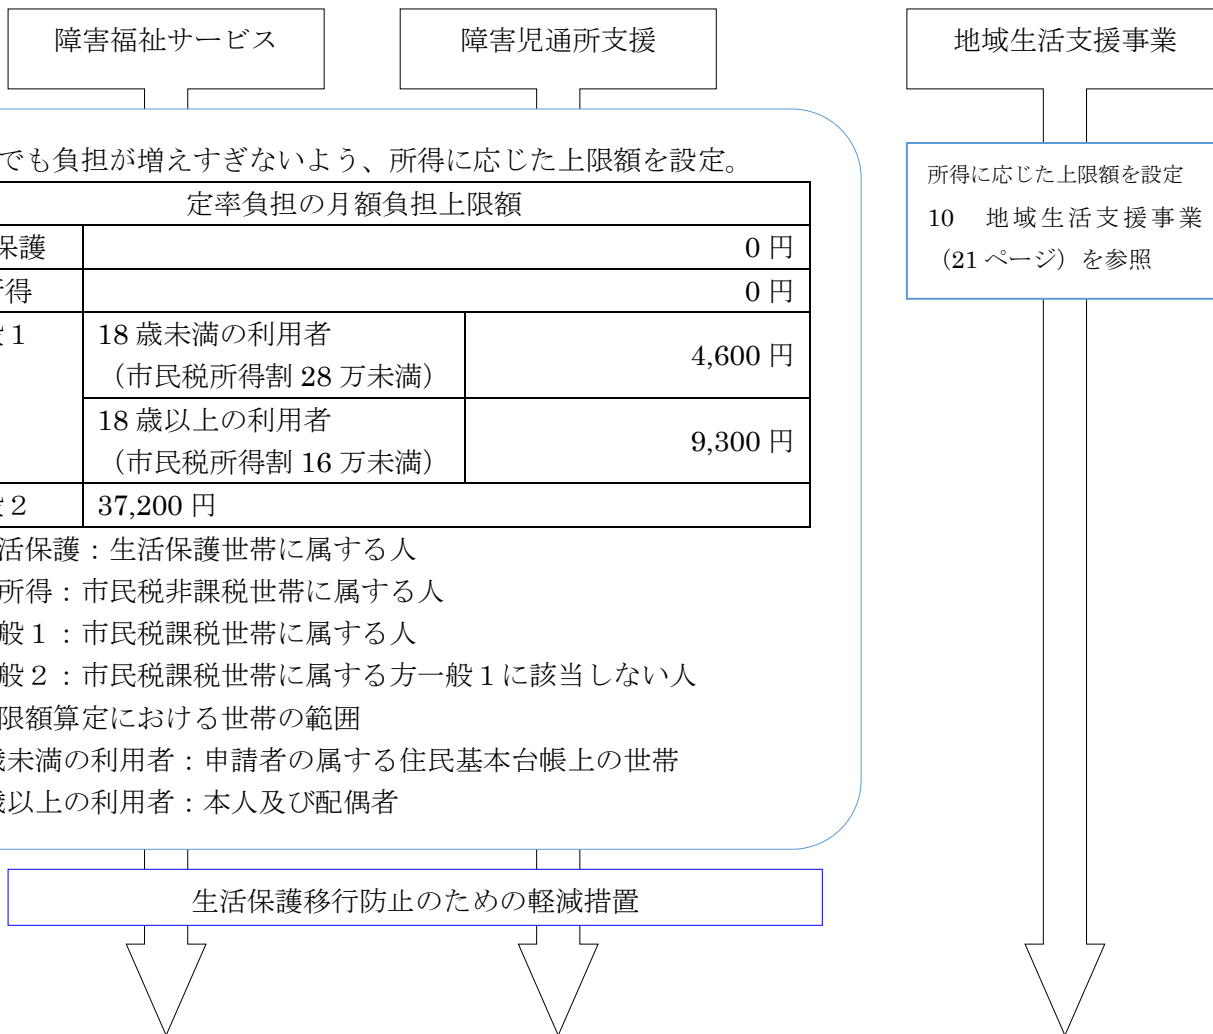 障害福祉サービス
障害児通所支援
地域生活支援事業
でも負担が増えすぎないよう、所得に応じた上限額を設定。
定率負担の月額負担上限額
保護 0円
所得 0円
般1 18歳未満の利用者
（市民税所得割28万未満） 4,600円
18歳以上の利用者
（市民税所得割16万未満） 9,300円
般２ 37,200円
活保護：生活保護世帯に属する人
所得：市民税非課税世帯に属する人
般１：市民税課税世帯に属する人
般２：市民税課税世帯に属する方一般１に該当しない人
限額算定における世帯の範囲
歳未満の利用者：申請者の属する住民基本台帳上の世帯
歳以上の利用者：本人及び配偶者
所得に応じた上限額を設定
10　地域生活支援事業
（21ページ）を参照
生活保護移行防止のための軽減措置